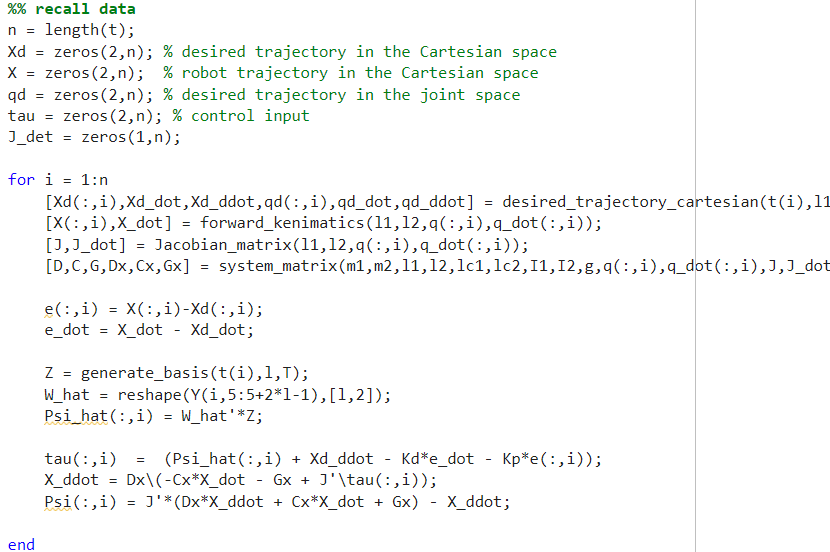 %% recall data
n = length(t);
Xd = zeros(2,n); % desired trajectory in the Cartesian space
X = zeros(2,n);  % robot trajectory in the Cartesian space
qd = zeros(2,n); % desired trajectory in the joint space
tau = zeros(2,n); % control input
J_det = zeros(1,n);
for i = 1:n
    [Xd(:,i),Xd_dot,Xd_ddot,qd(:,i),qd_dot,qd_ddot] = desired_trajectory_cartesian(t(i),l1
    [X(:,i),X_dot] = forward_kenimatics(l1,l2,q(:,i),q_dot(:,i));
    [J,J_dot] = Jacobian_matrix(l1,l2,q(:,i),q_dot(:,i));
    [D,C,G,Dx,Cx,Gx] = system_matrix(m1,m2,l1,l2,lc1,lc2,I1,I2,g,q(:,i),q_dot(:,i),J,J_dot
    e(:,i) = X(:,i)-Xd(:,i);
    e_dot = X_dot - Xd_dot;
    Z = generate_basis(t(i),l,T);
    W_hat = reshape(Y(i,5:5+2*l-1),[l,2]);
    Psi_hat(:,i) = W_hat'*Z;
    tau(:,i)  =  (Psi_hat(:,i) + Xd_ddot - Kd*e_dot - Kp*e(:,i));
    X_ddot = Dx\(-Cx*X_dot - Gx + J'\tau(:,i));
    Psi(:,i) = J'*(Dx*X_ddot + Cx*X_dot + Gx) - X_ddot;
end